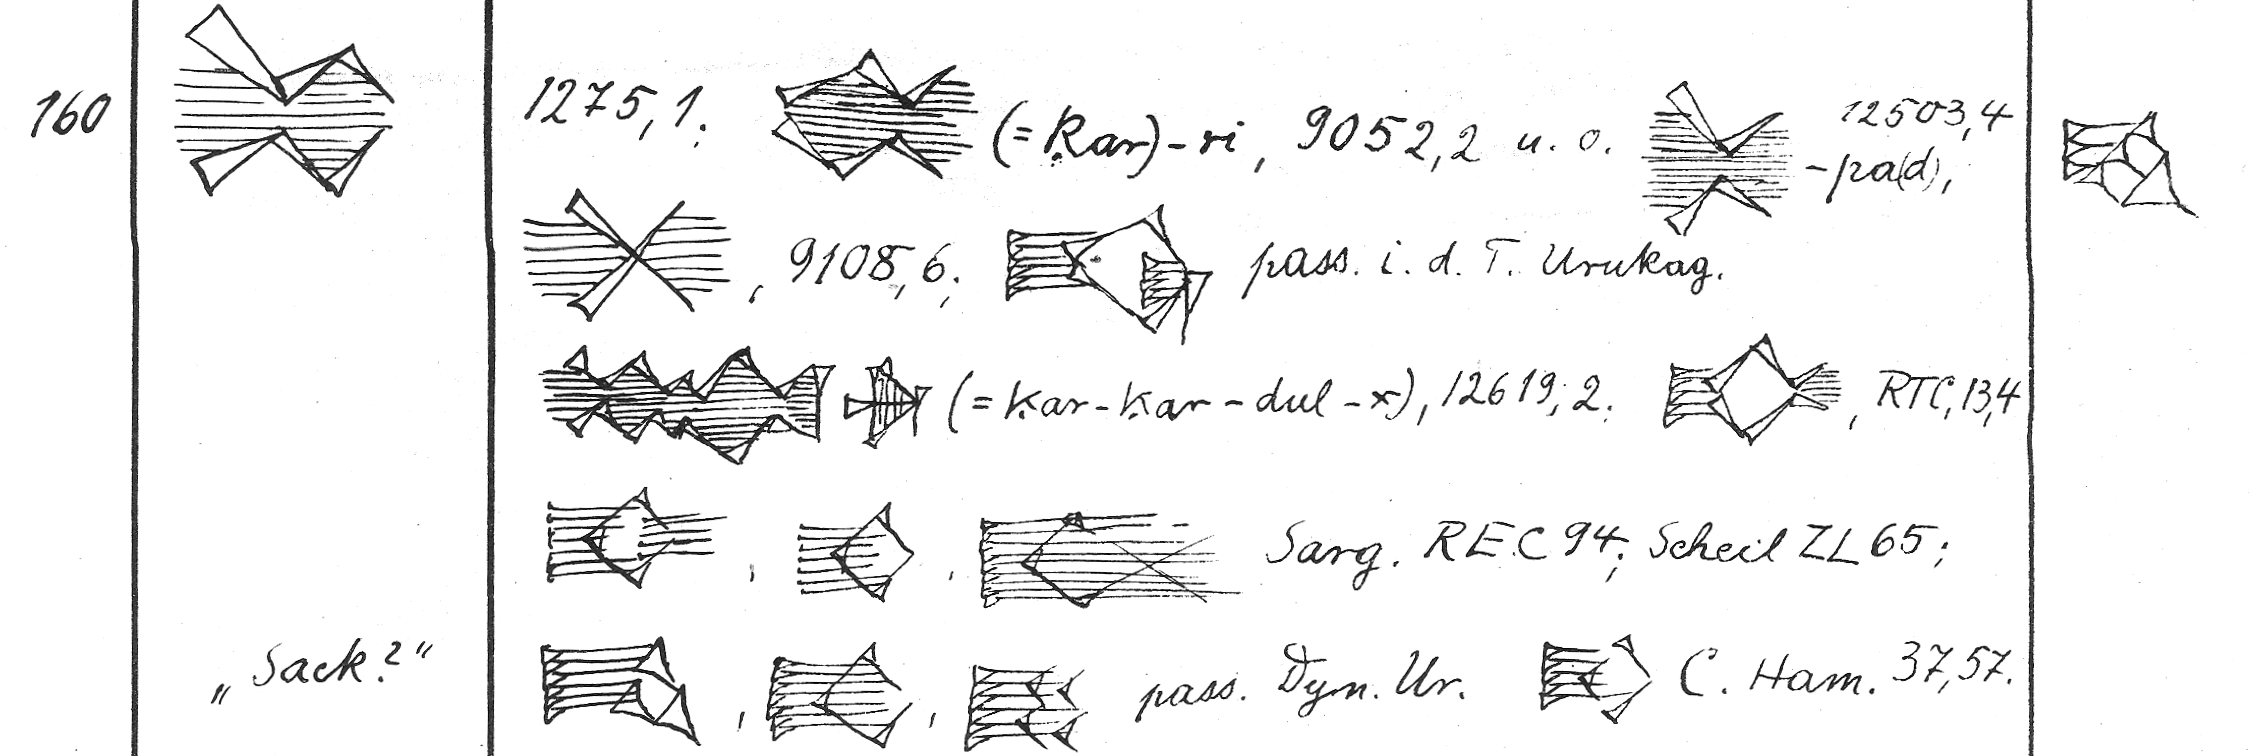 160 1275,1. (= Kar)-ri, 9052,2 u. o. 12503,4
-pa(d),
, 9108,6; pass. i. d. T. Urukag.
(= kar-kar-dul-x), 12619,2. , RTC,13,4
, , Sarg. REC 94; Scheil ZL 65;
„Sack?“ , , pass. Dyn. Ur. C. Ham. 37,57.